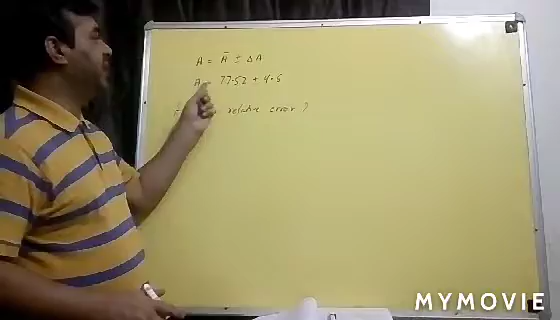 A = Ā ± ΔA
A = 77.52 + 4.5
relative error ?
MYMOVIE